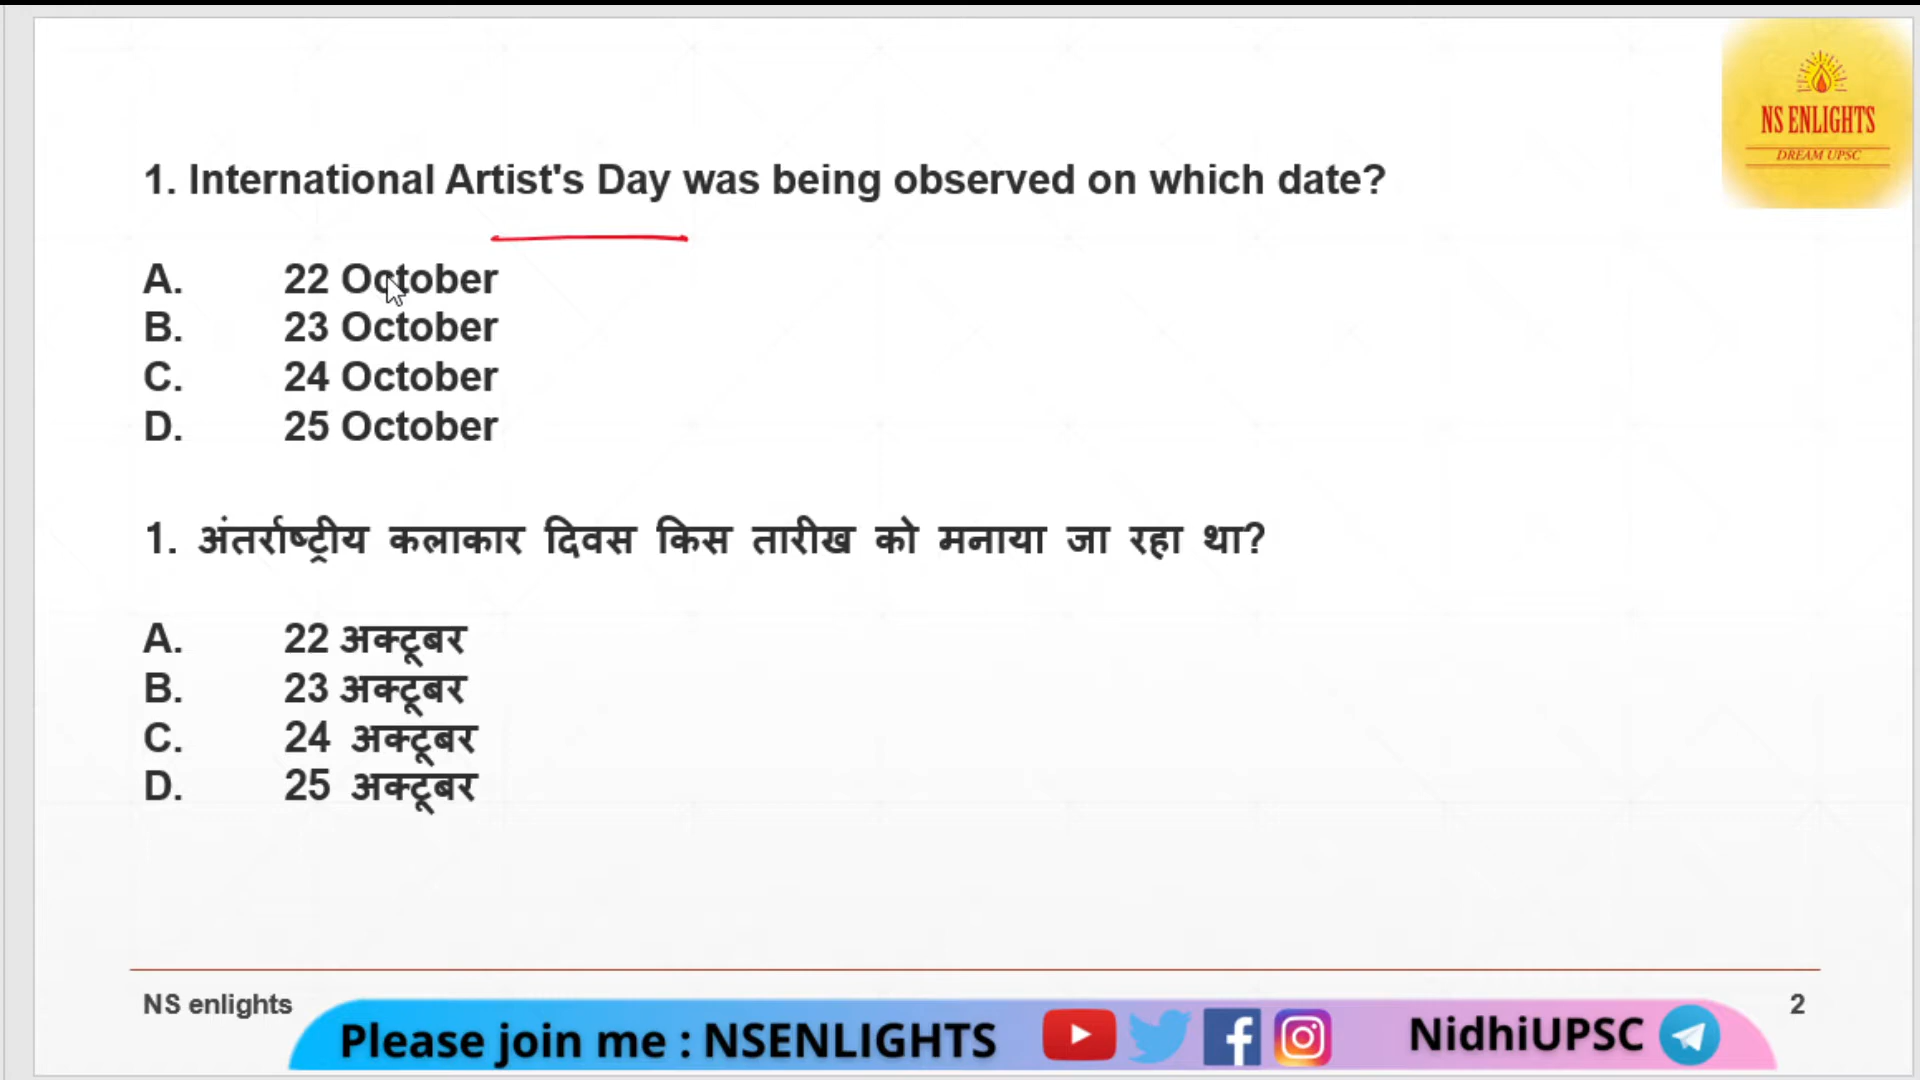 NS ENLIGHTS
DREAM UPSC
1. International Artist's Day was being observed on which date?
A. 22 October
B. 23 October
C. 24 October
D. 25 October
1. अंतर्राष्ट्रीय कलाकार दिवस किस तारीख को मनाया जा रहा था?
A. 22 अक्टूबर
B. 23 अक्टूबर
C. 24 अक्टूबर
D. 25 अक्टूबर
NS enlights
2
Please join me : NSENLIGHTS
NidhiUPSC